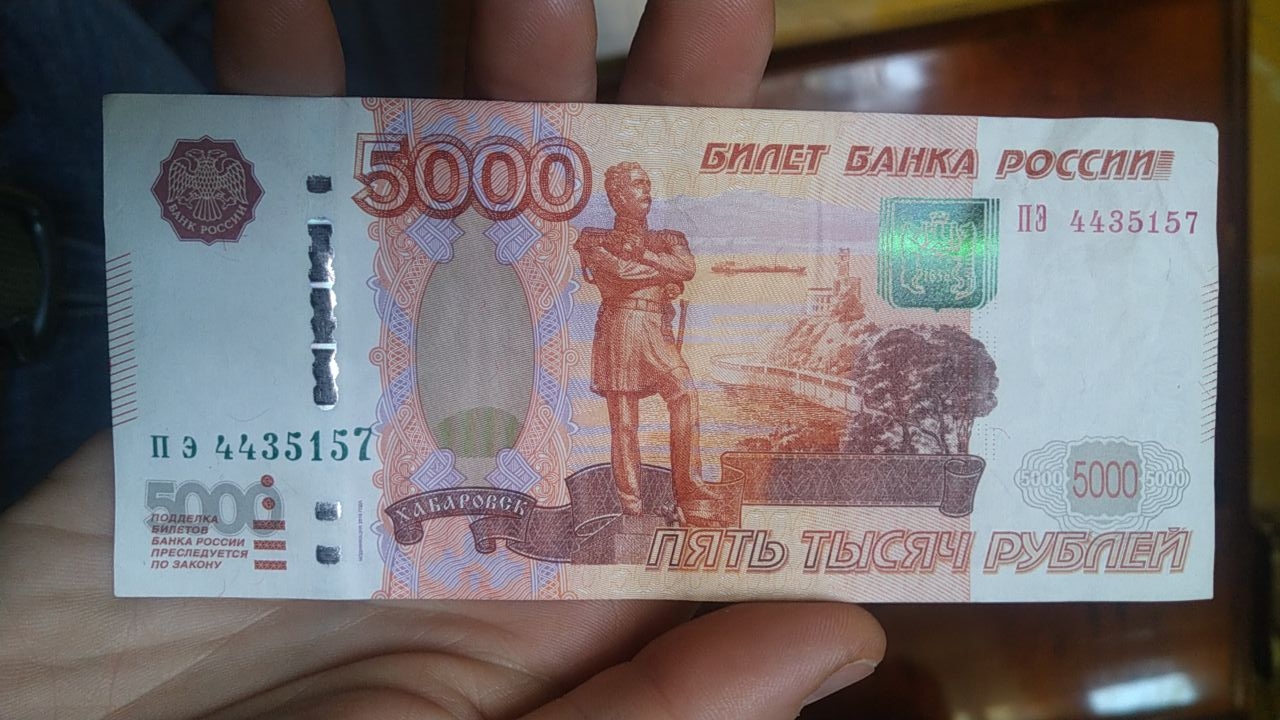 5000
БИЛЕТ БАНКА РОССИИ
БАНК РОССИИ
ПЭ 4435157
1858
ПЭ 4435157
ХАБАРОВСК
5000
ПОДДЕЛКА
БИЛЕТОВ
БАНКА РОССИИ
ПРЕСЛЕДУЕТСЯ
ПО ЗАКОНУ
5000 5000 5000
ПЯТЬ ТЫСЯЧ РУБЛЕЙ